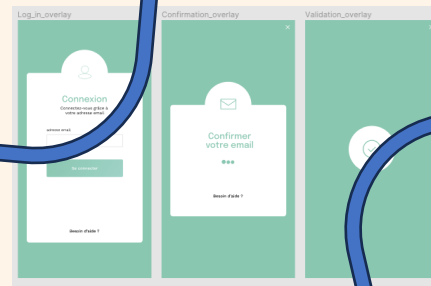 Log_in_overlay
Confirmation_overlay
Validation_overlay
Connexion
Connectez-vous grâce à
votre adresse email
adresse email
Se connecter
Besoin d'aide ?
Confirmer
votre email
Besoin d'aide ?